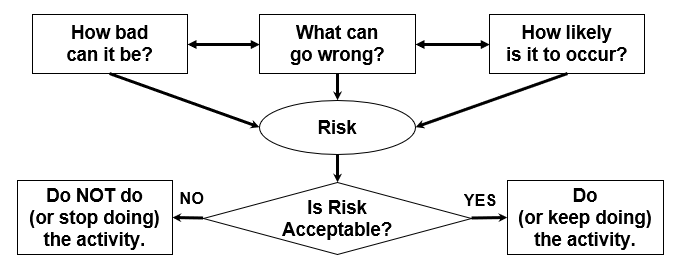 How bad
can it be?
What can
go wrong?
How likely
is it to occur?
Risk
Do NOT do
(or stop doing)
the activity.
NO
Is Risk
Acceptable?
YES
Do
(or keep doing)
the activity.